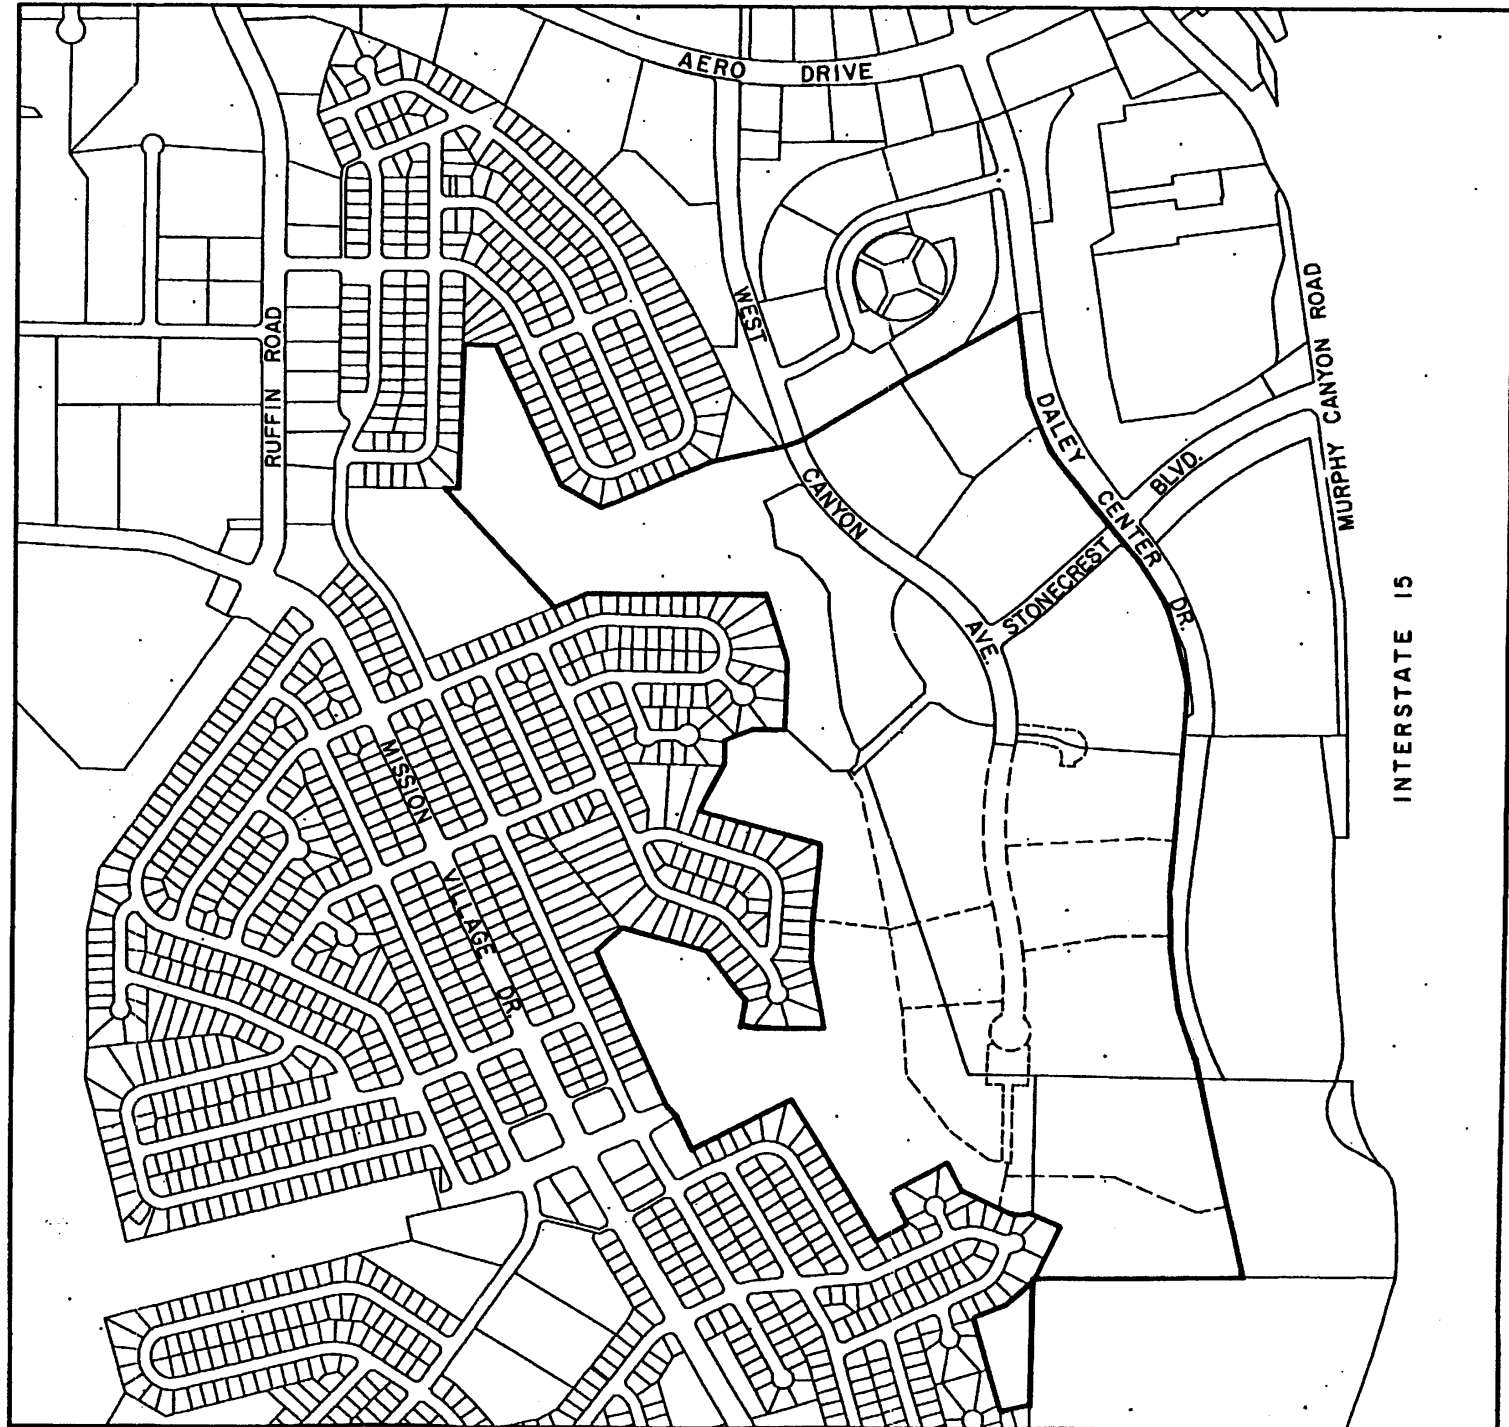 AERO DRIVE
WEST
CANYON
AVE.
RUFFIN ROAD
DALEY
CENTER
DR.
STONECREST
BLVD.
MURPHY CANYON ROAD
INTERSTATE 15
MISSION
VILLAGE DR.